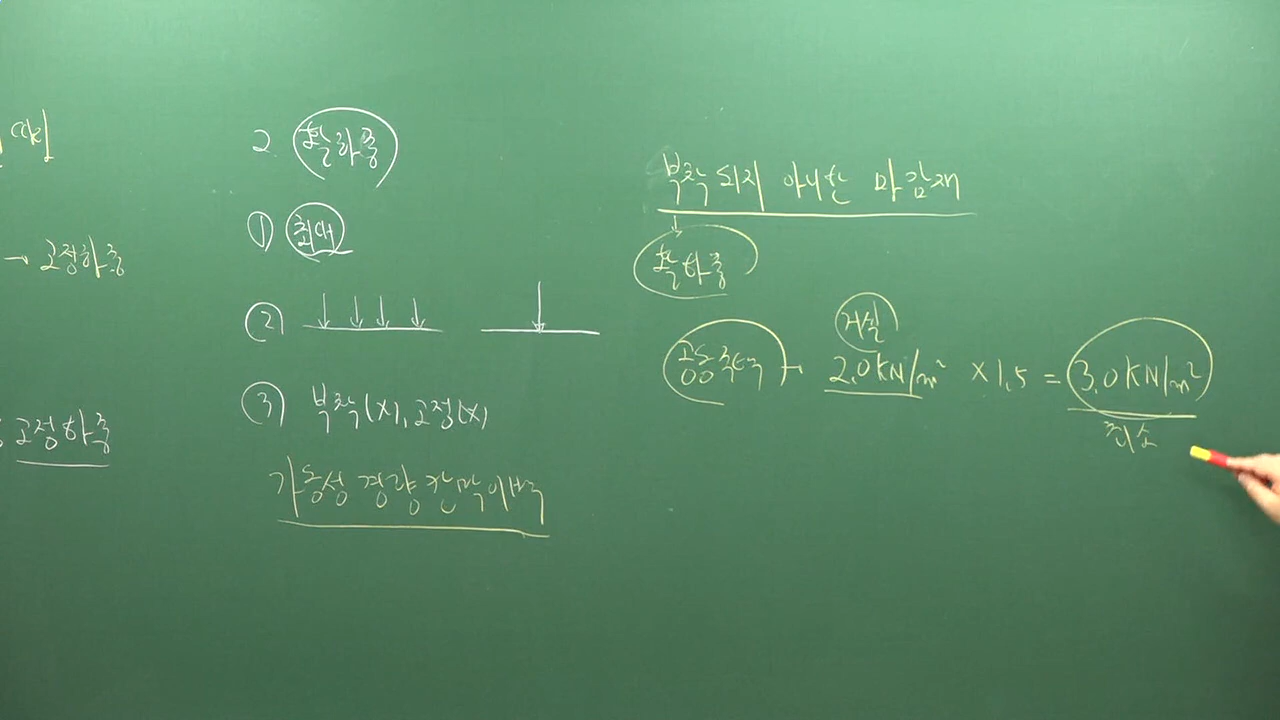 때
→ 고정하중
고정하중
2. 활하중
① 최대
②
③ 부착(X), 고정(X)
가동성 경량 칸막이벽
부착되지 아니한 마감재
↓
활하중
공동주택 → 2.0KN/m² × 1.5 = 3.0KN/m²
거실
최소